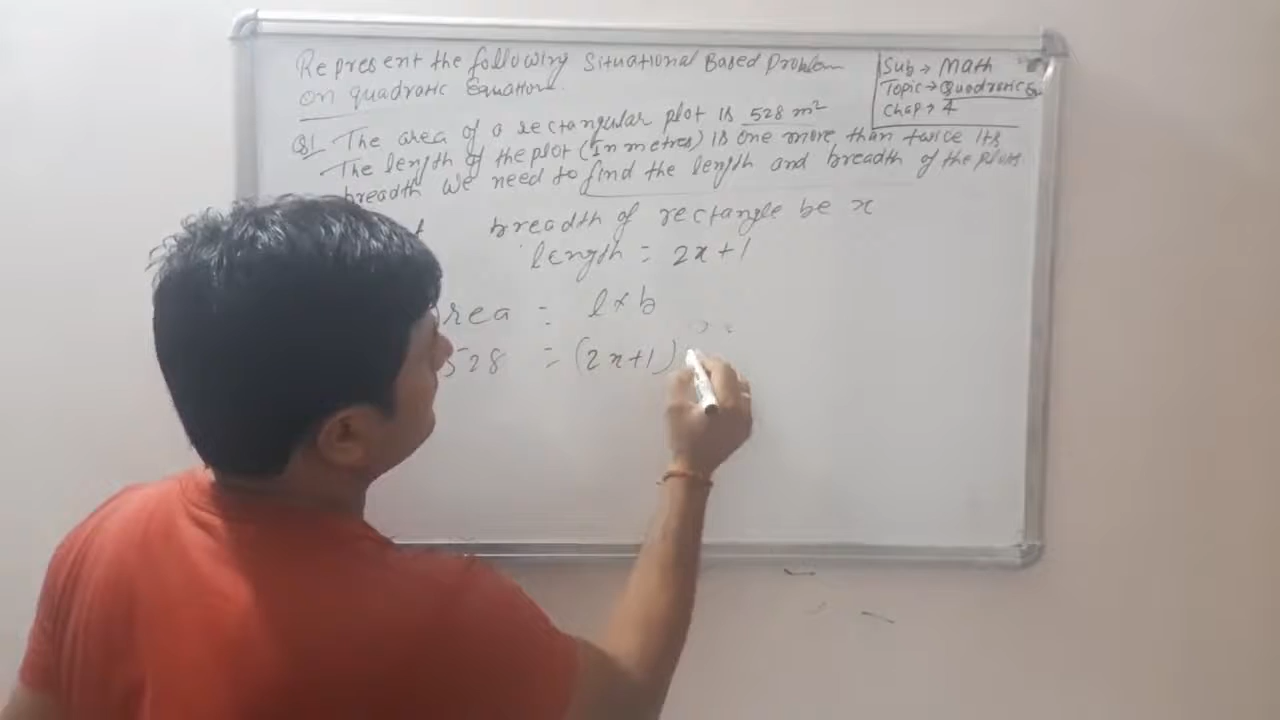 Represent the following Situational Based Problem
on quadratic Equation.
Sub → Math
Topic → Quadratic
Chap → 4
Q1 The area of a rectangular plot is 528 m²
The length of the plot (In metres) is one more than twice its
breadth we need to find the length and breadth of the plot
breadth of rectangle be x
length = 2x+1
rea = l×b
528 = (2x+1)